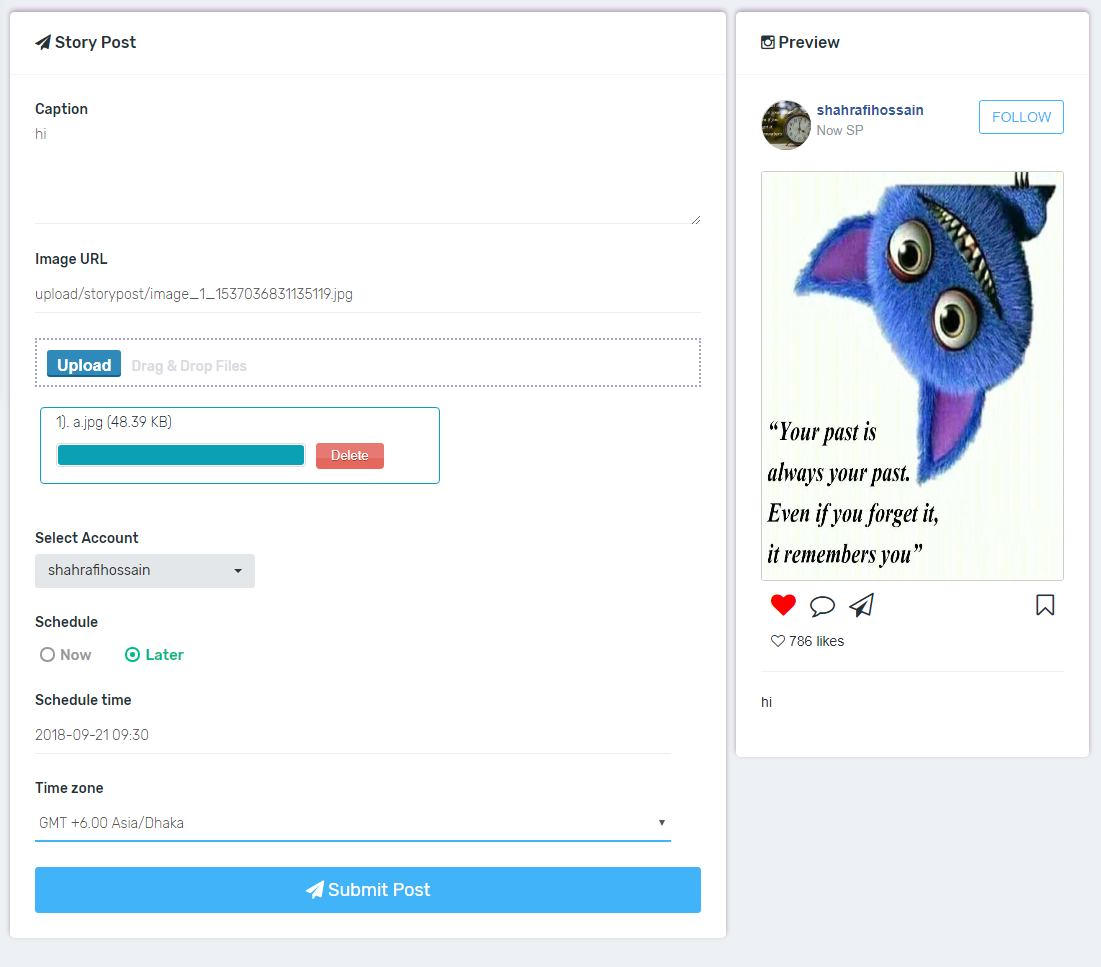 Story Post
Caption
hi
Image URL
upload/storypost/image_1_1537036831135119.jpg
Upload Drag & Drop Files
1). a.jpg (48.39 KB)
Delete
Select Account
shahrafihossain
Schedule
Now Later
Schedule time
2018-09-21 09:30
Time zone
GMT +6.00 Asia/Dhaka
Submit Post
Preview
shahrafihossain
Now SP
FOLLOW
“Your past is
always your past.
Even if you forget it,
it remembers you”
786 likes
hi